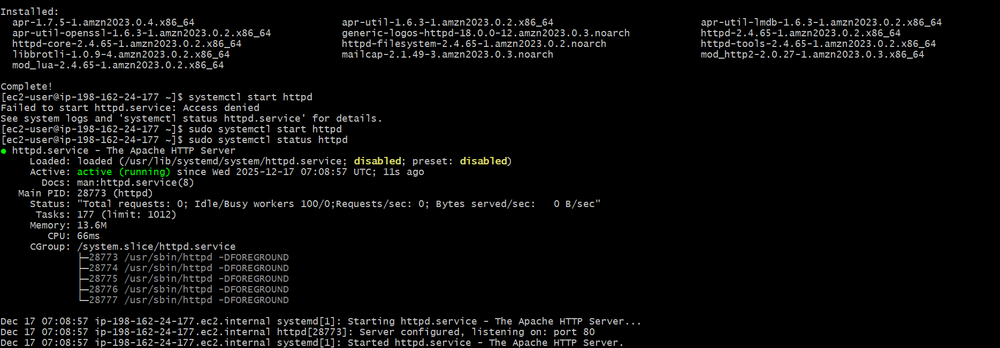 Installed:
  apr-1.7.5-1.amzn2023.0.4.x86_64                         apr-util-1.6.3-1.amzn2023.0.2.x86_64                         apr-util-lmdb-1.6.3-1.amzn2023.0.2.x86_64
  apr-util-openssl-1.6.3-1.amzn2023.0.2.x86_64            generic-logos-httpd-18.0.0-12.amzn2023.0.3.noarch            httpd-2.4.65-1.amzn2023.0.2.x86_64
  httpd-core-2.4.65-1.amzn2023.0.2.x86_64                 httpd-filesystem-2.4.65-1.amzn2023.0.2.noarch                httpd-tools-2.4.65-1.amzn2023.0.2.x86_64
  libbrotli-1.0.9-4.amzn2023.0.2.x86_64                   mailcap-2.1.49-3.amzn2023.0.3.noarch                         mod_http2-2.0.27-1.amzn2023.0.3.x86_64
  mod_lua-2.4.65-1.amzn2023.0.2.x86_64

Complete!
[ec2-user@ip-198-162-24-177 ~]$ systemctl start httpd
Failed to start httpd.service: Access denied
See system logs and 'systemctl status httpd.service' for details.
[ec2-user@ip-198-162-24-177 ~]$ sudo systemctl start httpd
[ec2-user@ip-198-162-24-177 ~]$ sudo systemctl status httpd
● httpd.service - The Apache HTTP Server
     Loaded: loaded (/usr/lib/systemd/system/httpd.service; disabled; preset: disabled)
     Active: active (running) since Wed 2025-12-17 07:08:57 UTC; 11s ago
       Docs: man:httpd.service(8)
   Main PID: 28773 (httpd)
     Status: "Total requests: 0; Idle/Busy workers 100/0;Requests/sec: 0; Bytes served/sec:   0 B/sec"
      Tasks: 177 (limit: 1012)
     Memory: 13.6M
        CPU: 66ms
     CGroup: /system.slice/httpd.service
             ├─28773 /usr/sbin/httpd -DFOREGROUND
             ├─28774 /usr/sbin/httpd -DFOREGROUND
             ├─28775 /usr/sbin/httpd -DFOREGROUND
             ├─28776 /usr/sbin/httpd -DFOREGROUND
             └─28777 /usr/sbin/httpd -DFOREGROUND

Dec 17 07:08:57 ip-198-162-24-177.ec2.internal systemd[1]: Starting httpd.service - The Apache HTTP Server...
Dec 17 07:08:57 ip-198-162-24-177.ec2.internal httpd[28773]: Server configured, listening on: port 80
Dec 17 07:08:57 ip-198-162-24-177.ec2.internal systemd[1]: Started httpd.service - The Apache HTTP Server.